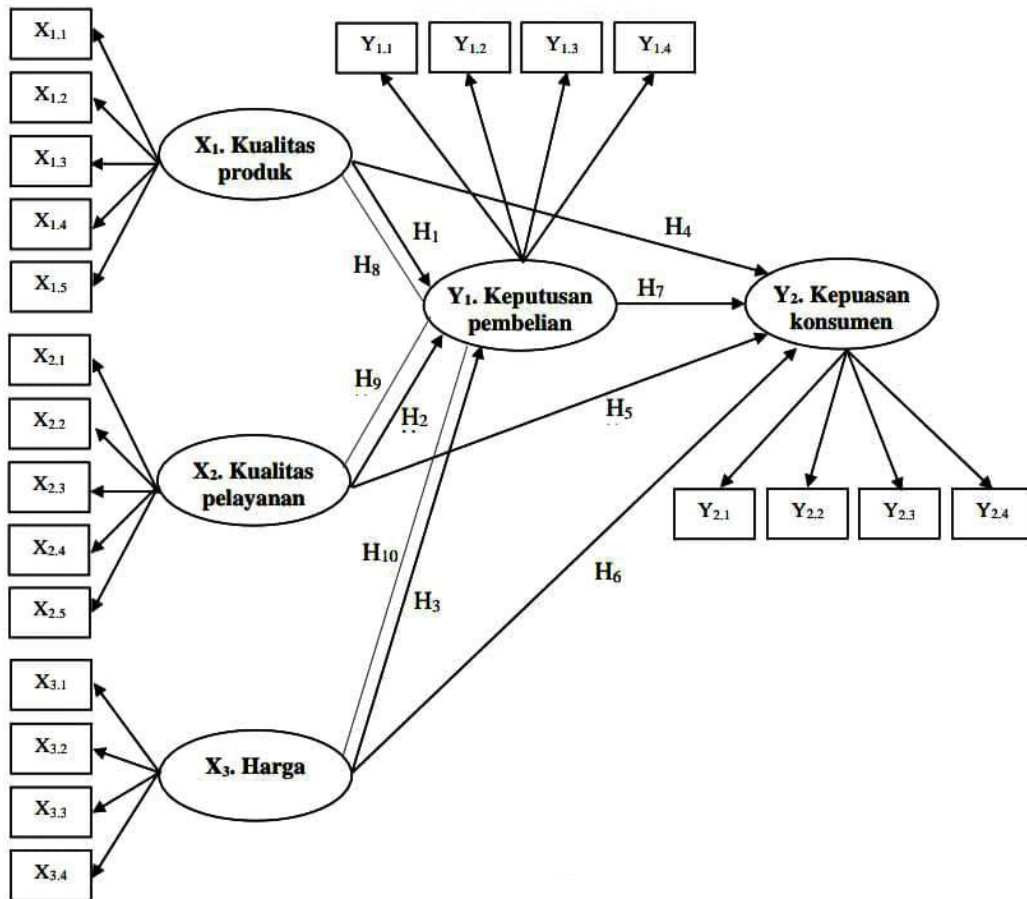 X1.1
X1.2
X1.3
X1.4
X1.5
X1. Kualitas
produk
Y1.1
Y1.2
Y1.3
Y1.4
H1
H8
H4
Y1. Keputusan
pembelian
H7
Y2. Kepuasan
konsumen
X2.1
X2.2
X2.3
X2.4
X2.5
X2. Kualitas
pelayanan
H9
H2
H5
Y2.1
Y2.2
Y2.3
Y2.4
H10
H3
H6
X3.1
X3.2
X3.3
X3.4
X3. Harga